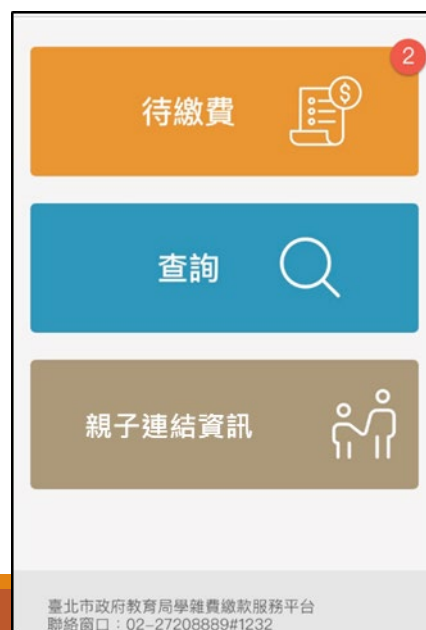 2
待繳費
$
查詢
親子連結資訊
臺北市政府教育局學雜費繳款服務平台
聯絡窗口：02-27208889#1232